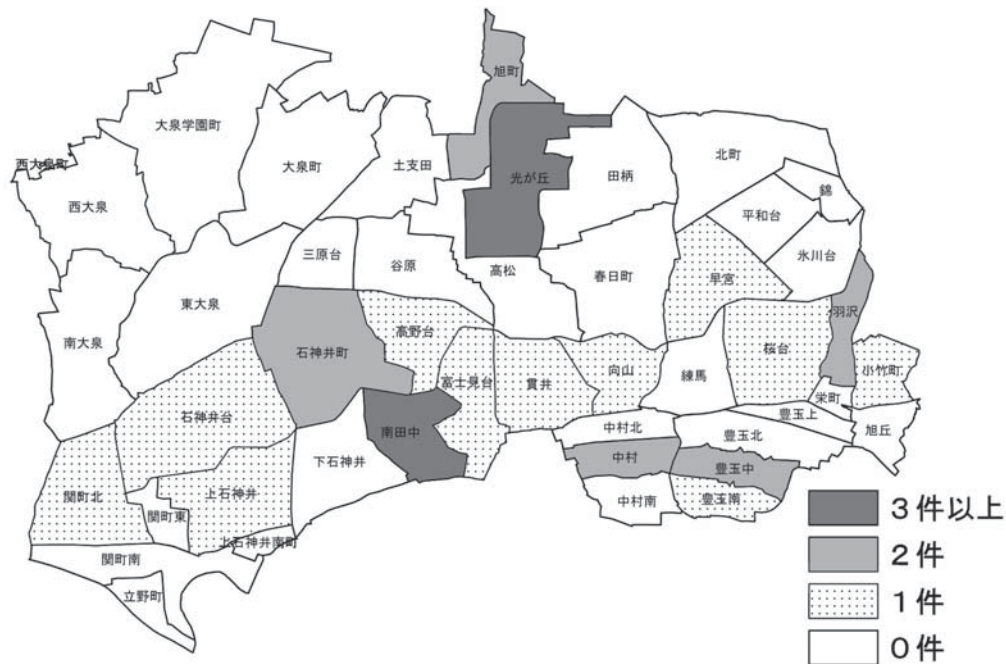 旭町
大泉学園町
大泉町
土支田
光が丘
田柄
北町
西大泉町
西大泉
錦
平和台
三原台
谷原
高松
春日町
早宮
氷川台
東大泉
南大泉
石神井町
高野台
富士見台
貫井
向山
練馬
桜台
羽沢
小竹町
栄町
石神井台
南田中
下石神井
中村北
豊玉上
豊玉北
旭丘
中村
豊玉中
関町北
上石神井
関町東
中村南
豊玉南
上石神井南町
関町南
立野町
3件以上
2件
1件
0件